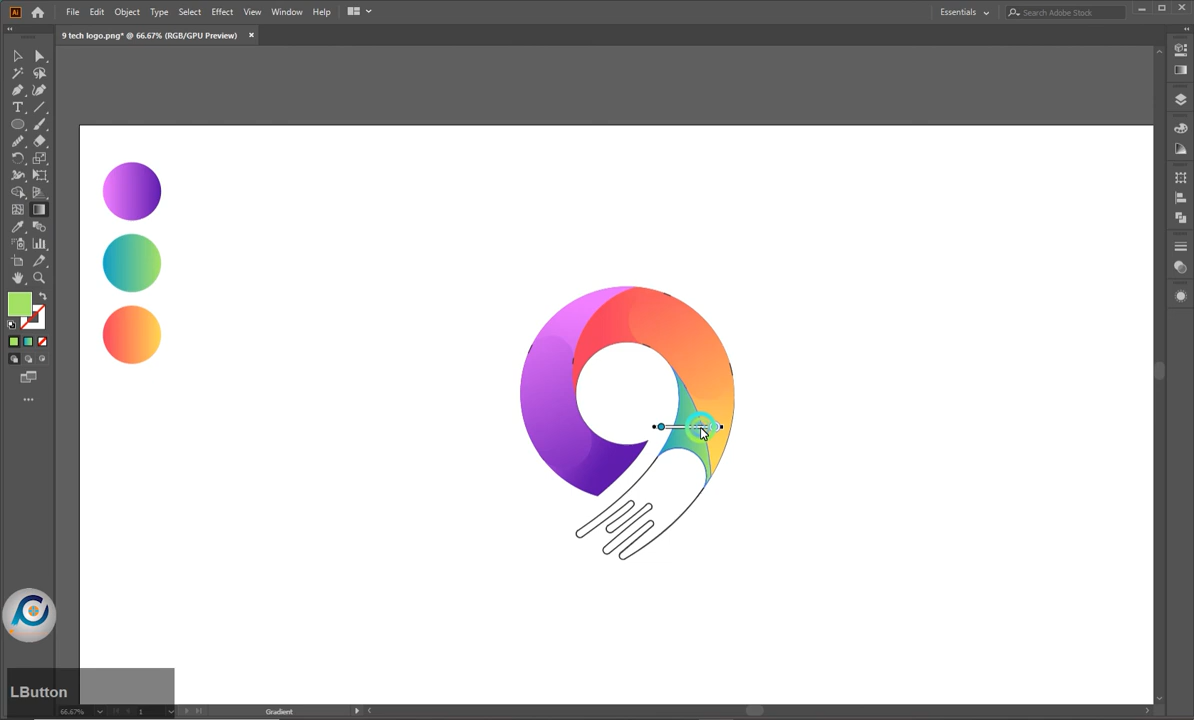 Ai File Edit Object Type Select Effect View Window Help Essentials Search Adobe Stock
9 tech logo.png* @ 66.67% (RGB/GPU Preview) ×
LButton
66.67% 1 Gradient